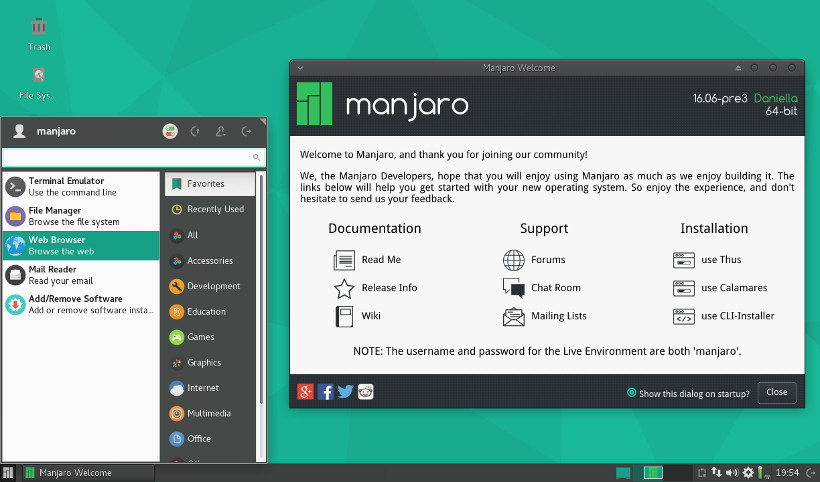 Trash
File Sys...
manjaro
Terminal Emulator
Use the command line
File Manager
Browse the file system
Web Browser
Browse the web
Mail Reader
Read your email
Add/Remove Software
Add or remove software insta...
Favorites
Recently Used
All
Accessories
Development
Education
Games
Graphics
Internet
Multimedia
Office
Manjaro Welcome
manjaro
16.06-pre3 Daniella
64-bit
Welcome to Manjaro, and thank you for joining our community!
We, the Manjaro Developers, hope that you will enjoy using Manjaro as much as we enjoy building it. The
links below will help you get started with your new operating system. So enjoy the experience, and don't
hesitate to send us your feedback.
Documentation
Read Me
Release Info
Wiki
Support
Forums
Chat Room
Mailing Lists
Installation
use Thus
use Calamares
use CLI-Installer
NOTE: The username and password for the Live Environment are both 'manjaro'.
Show this dialog on startup?
Close
Manjaro Welcome
19:54